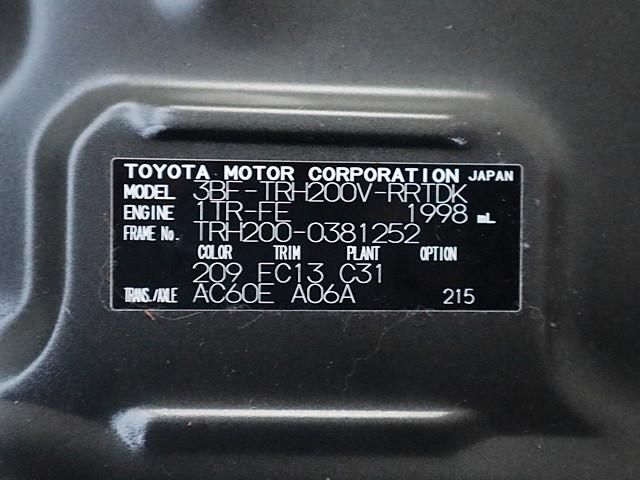 TOYOTA MOTOR CORPORATION JAPAN
MODEL 3BF-TRH200V-RRTDK
ENGINE 1TR-FE 1998 mL
FRAME No. TRH200-0381252
COLOR TRIM PLANT OPTION
209 FC13 C31
TRANS./AXLE AC60E A06A 215